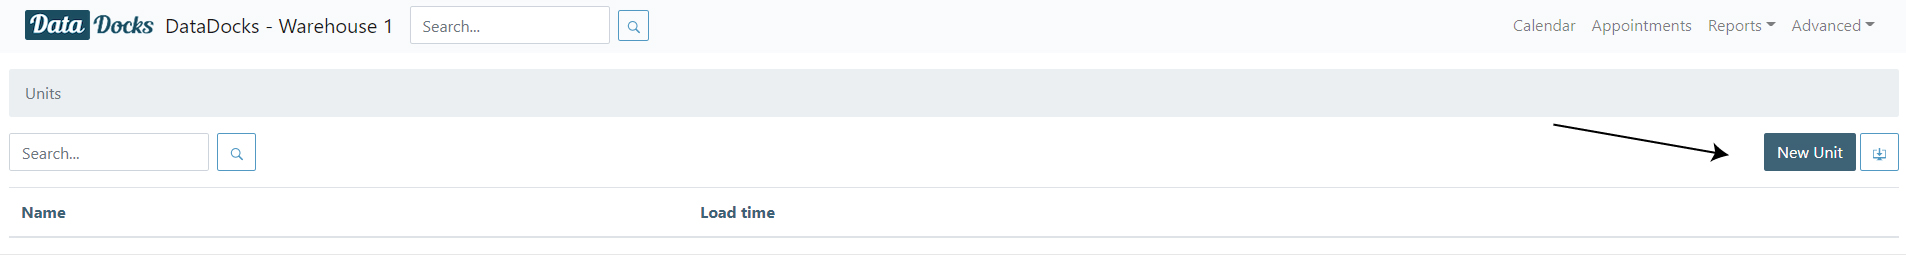 Data Docks DataDocks - Warehouse 1 Search... Calendar Appointments Reports Advanced
Units
Search... New Unit
Name Load time